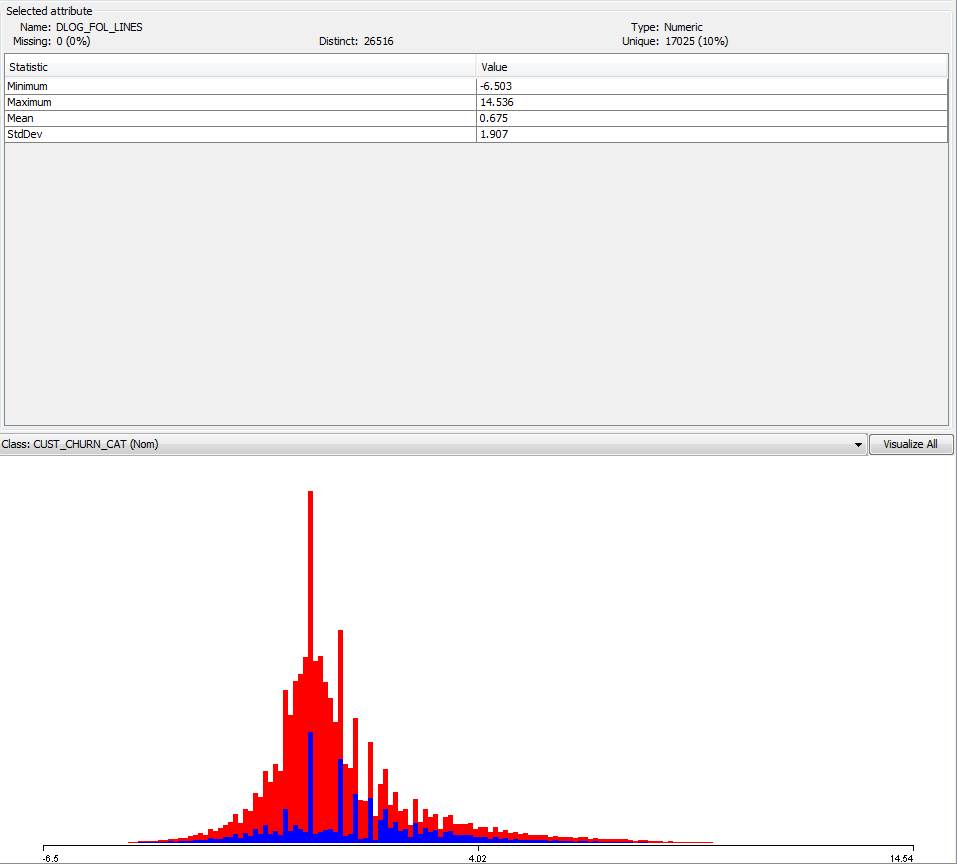 Selected attribute
Name: DLOG_FOL_LINES Type: Numeric
Missing: 0 (0%) Distinct: 26516 Unique: 17025 (10%)
Statistic Value
Minimum -6.503
Maximum 14.536
Mean 0.675
StdDev 1.907
Class: CUST_CHURN_CAT (Nom) Visualize All
-6.5 4.02 14.54